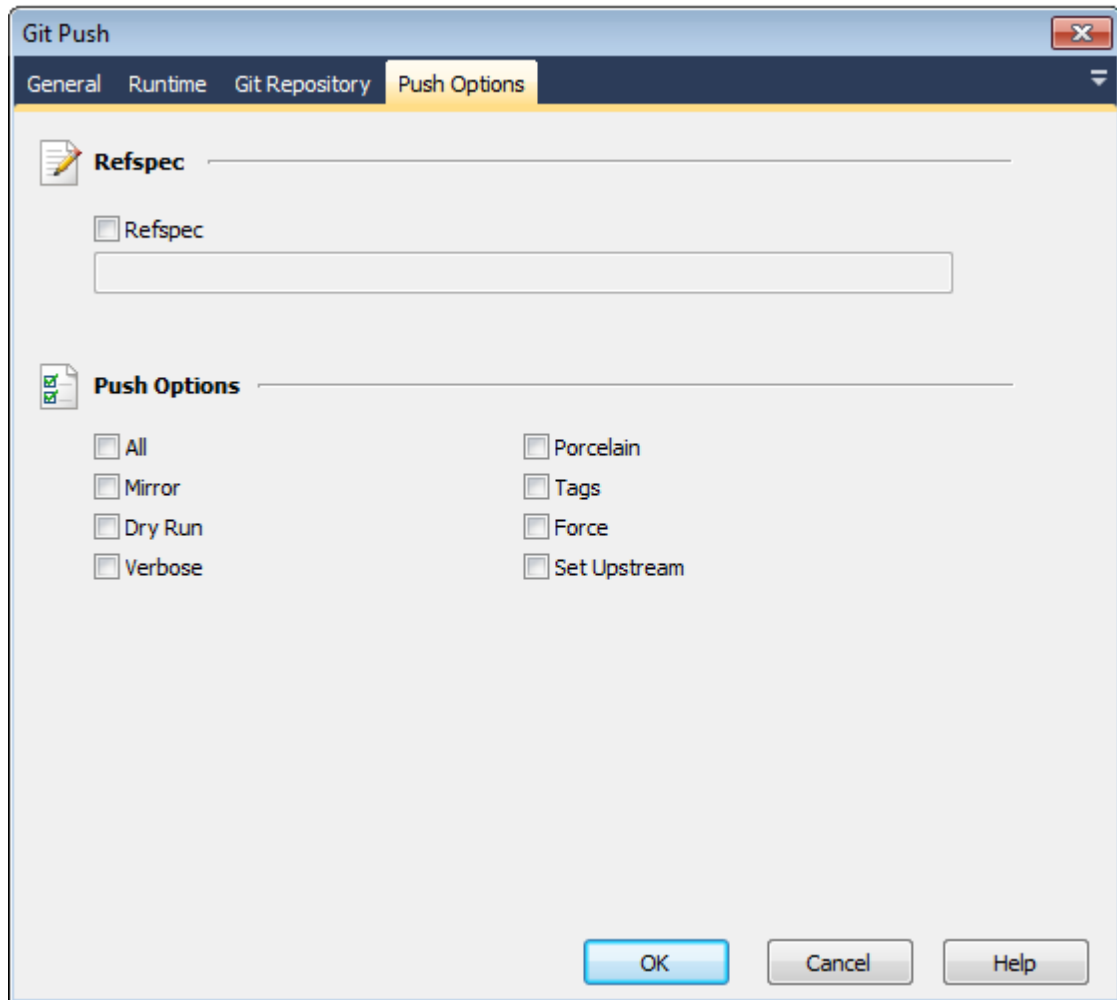 Git Push
General Runtime Git Repository Push Options
Refspec
Refspec
Push Options
All Porcelain
Mirror Tags
Dry Run Force
Verbose Set Upstream
OK Cancel Help